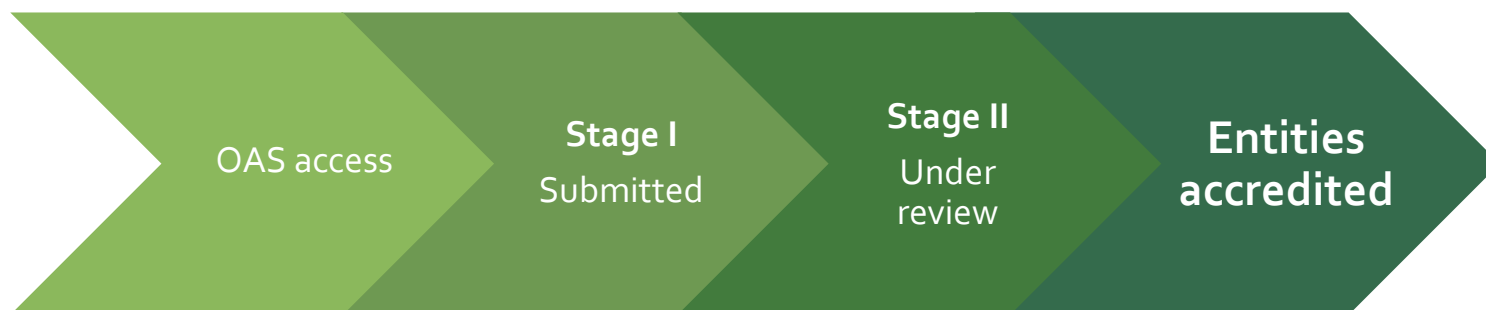 OAS access
Stage I
Submitted
Stage II
Under
review
Entities
accredited